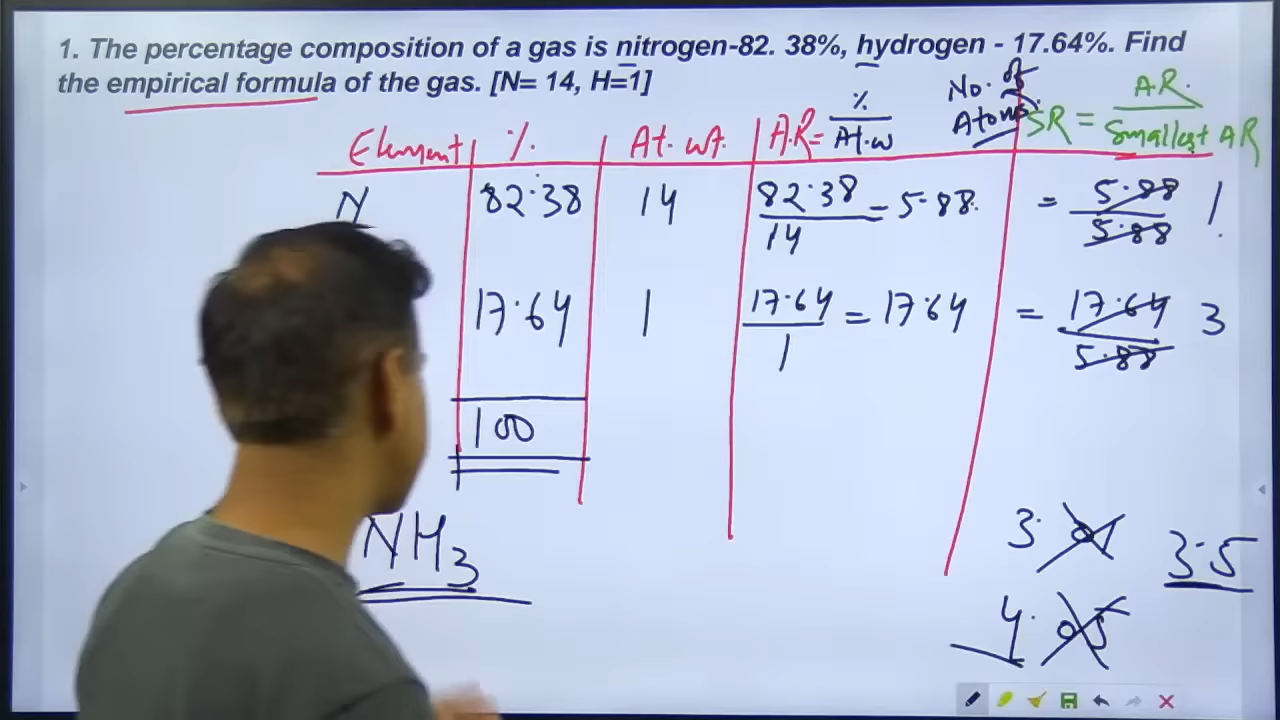 1. The percentage composition of a gas is nitrogen-82. 38%, hydrogen - 17.64%. Find
the empirical formula of the gas. [N= 14, H=1]
Element % At. wt. A.R = %/At.w No. of Atoms SR = A.R./Smallest AR
N 82.38 14 82.38/14 = 5.88. = 5.88/5.88 1.
17.64 1 17.64/1 = 17.64 = 17.64/5.88 3
100
NH3
3. 3.5
4.